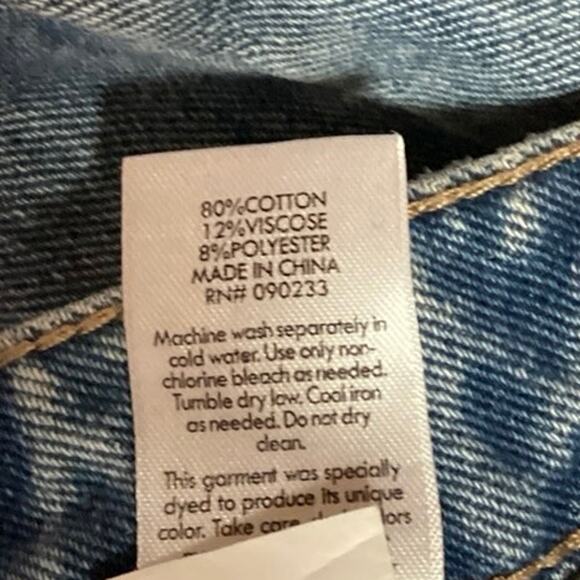 80%COTTON
12%VISCOSE
8%POLYESTER
MADE IN CHINA
RN# 090233
Machine wash separately in
cold water. Use only non-
chlorine bleach as needed.
Tumble dry low. Cool iron
as needed. Do not dry
clean.
This garment was specially
dyed to produce its unique
color. Take care